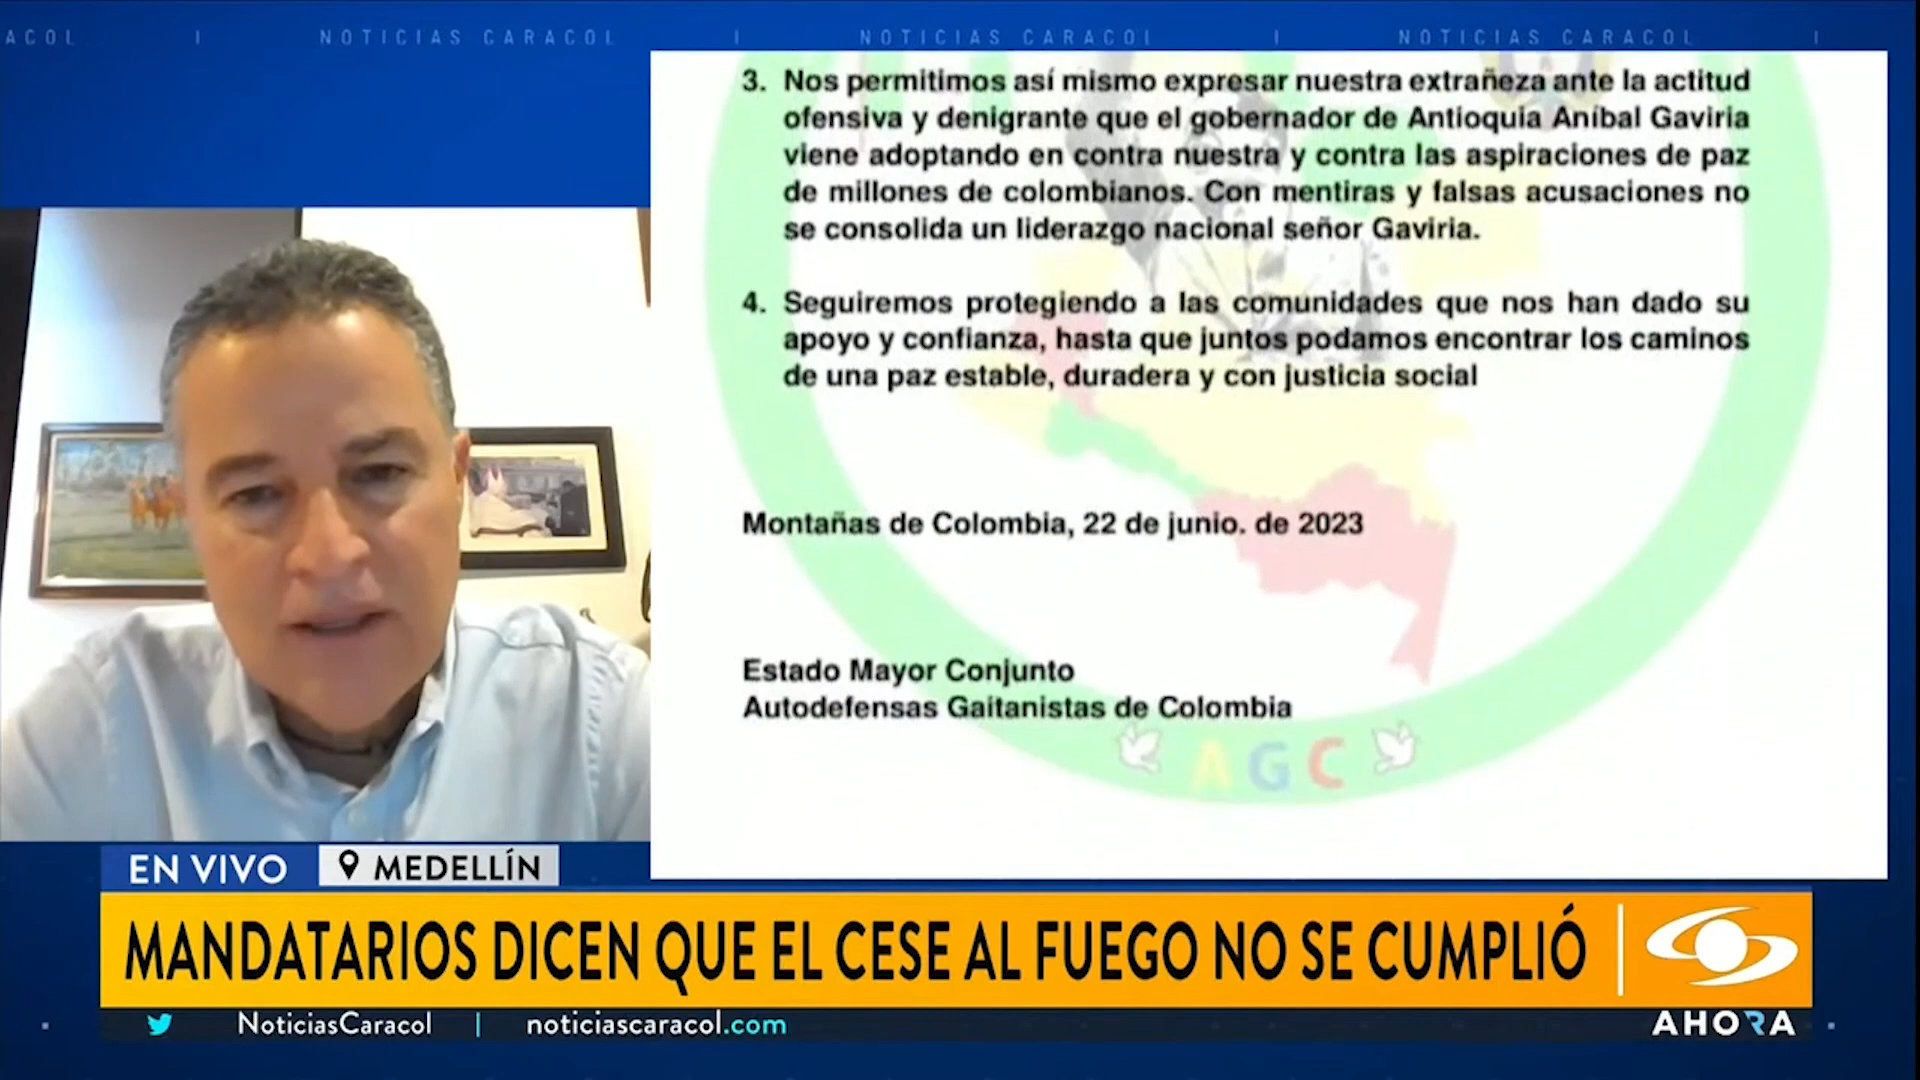 ACOL | NOTICIAS CARACOL | NOTICIAS CARACOL | NOTICIAS CARACOL |
3. Nos permitimos así mismo expresar nuestra extrañeza ante la actitud
ofensiva y denigrante que el gobernador de Antioquia Aníbal Gaviria
viene adoptando en contra nuestra y contra las aspiraciones de paz
de millones de colombianos. Con mentiras y falsas acusaciones no
se consolida un liderazgo nacional señor Gaviria.
4. Seguiremos protegiendo a las comunidades que nos han dado su
apoyo y confianza, hasta que juntos podamos encontrar los caminos
de una paz estable, duradera y con justicia social
Montañas de Colombia, 22 de junio. de 2023
Estado Mayor Conjunto
Autodefensas Gaitanistas de Colombia
AGC
EN VIVO MEDELLÍN
MANDATARIOS DICEN QUE EL CESE AL FUEGO NO SE CUMPLIÓ
NoticiasCaracol | noticiascaracol.com
AHORA